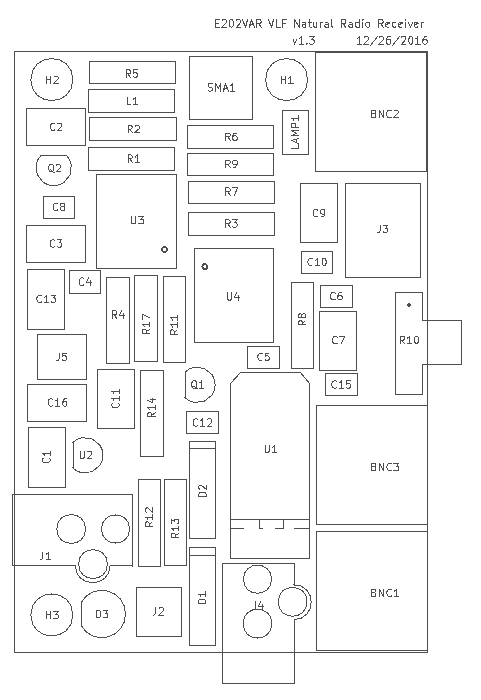 E202VAR VLF Natural Radio Receiver
v1.3 12/26/2016
H2
R5
SMA1
H1
L1
BNC2
C2
R2
LAMP1
R6
R1
R9
Q2
R7
C8
U3
C9
R3
J3
C3
C10
C4
U4
C6
C13
R4
R17
R11
R8
C7
R10
J5
C5
C15
Q1
C16
C11
R14
C12
C1
U2
U1
BNC3
D2
R12
R13
J1
D1
BNC1
J4
H3
D3
J2